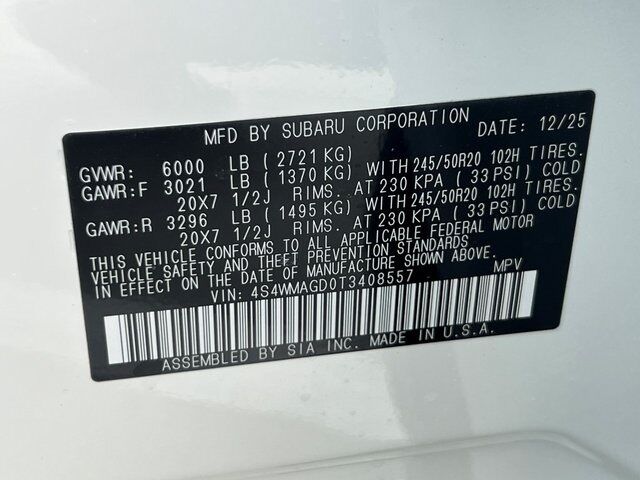 MFD BY SUBARU CORPORATION DATE: 12/25
GVWR: 6000 LB (2721 KG)
GAWR:F 3021 LB (1370 KG) WITH 245/50R20 102H TIRES.
20X7 1/2J RIMS. AT 230 KPA (33 PSI) COLD
GAWR:R 3296 LB (1495 KG) WITH 245/50R20 102H TIRES.
20X7 1/2J RIMS. AT 230 KPA (33 PSI) COLD
THIS VEHICLE CONFORMS TO ALL APPLICABLE FEDERAL MOTOR
VEHICLE SAFETY AND THEFT PREVENTION STANDARDS
IN EFFECT ON THE DATE OF MANUFACTURE SHOWN ABOVE.
VIN: 4S4WMAGD0T3408557 MPV
ASSEMBLED BY SIA INC. MADE IN U.S.A.